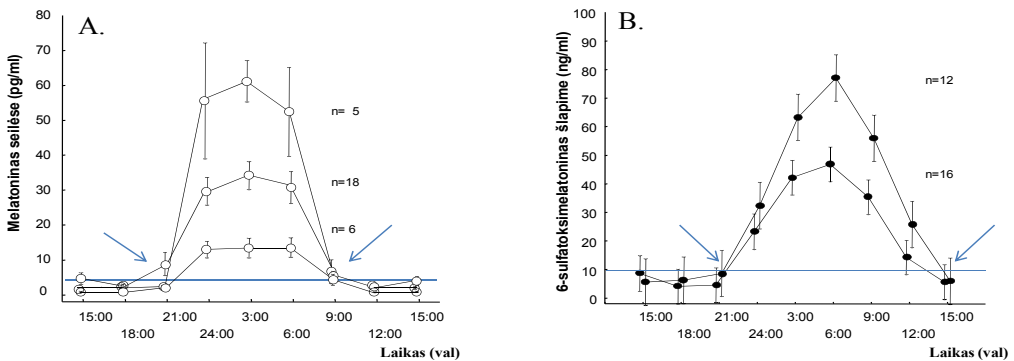 A.
Melatoninas seilėse (pg/ml)
80
70
60
50
40
30
20
10
0
n= 5
n=18
n= 6
15:00 21:00 3:00 9:00 15:00
18:00 24:00 6:00 12:00
Laikas (val)
B.
6-sulfatoksimelatoninas šlapime (ng/ml)
100
90
80
70
60
50
40
30
20
10
0
n=12
n=16
15:00 21:00 3:00 9:00 15:00
18:00 24:00 6:00 12:00
Laikas (val)